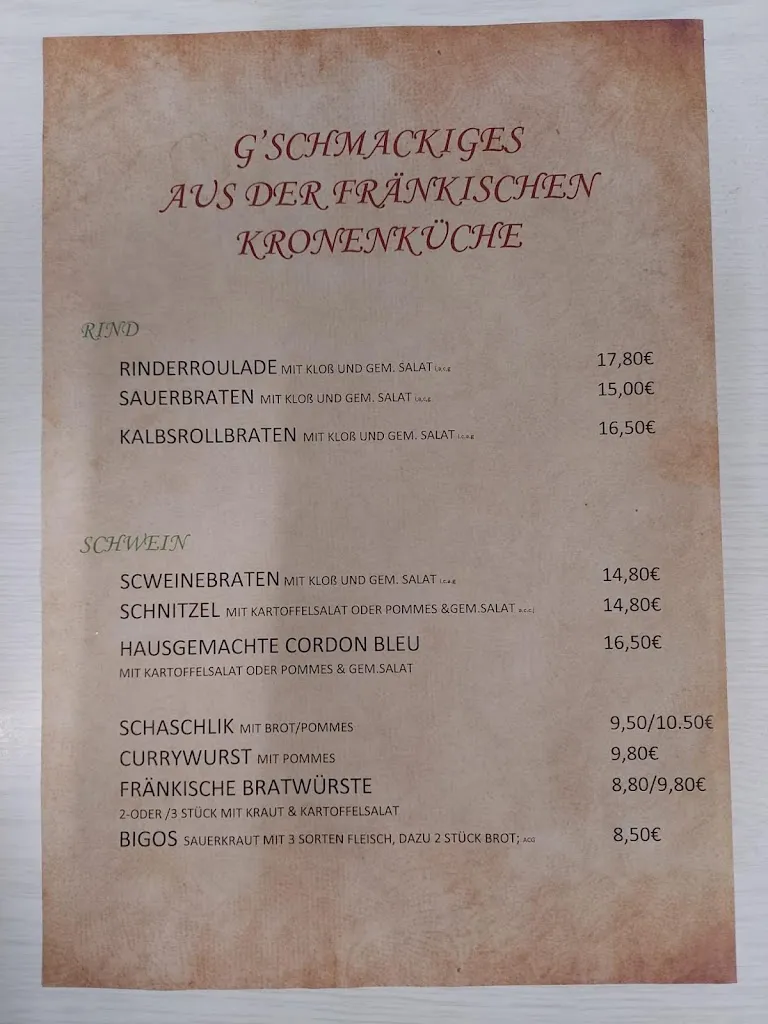 G'SCHMACKIGES
AUS DER FRÄNKISCHEN
KRONENKÜCHE
RIND
RINDERROULADE MIT KLOß UND GEM. SALAT 17,80€
SAUERBRATEN MIT KLOß UND GEM. SALAT 15,00€
KALBSROLLBRATEN MIT KLOß UND GEM. SALAT 16,50€
SCHWEIN
SCWEINEBRATEN MIT KLOß UND GEM. SALAT 14,80€
SCHNITZEL MIT KARTOFFELSALAT ODER POMMES &GEM.SALAT 14,80€
HAUSGEMACHTE CORDON BLEU 16,50€
MIT KARTOFFELSALAT ODER POMMES & GEM.SALAT
SCHASCHLIK MIT BROT/POMMES 9,50/10.50€
CURRYWURST MIT POMMES 9,80€
FRÄNKISCHE BRATWÜRSTE 8,80/9,80€
2-ODER /3 STÜCK MIT KRAUT & KARTOFFELSALAT
BIGOS SAUERKRAUT MIT 3 SORTEN FLEISCH, DAZU 2 STÜCK BROT; ACG 8,50€